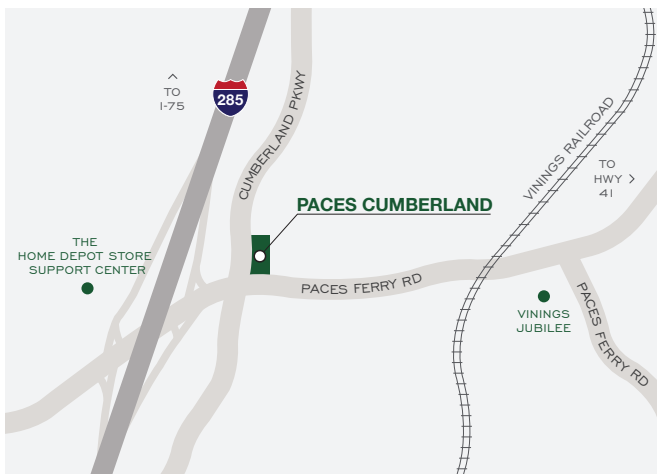 TO
I-75
285
CUMBERLAND PKWY
VININGS RAILROAD
TO
HWY
41
PACES CUMBERLAND
THE
HOME DEPOT STORE
SUPPORT CENTER
PACES FERRY RD
VININGS
JUBILEE
PACES FERRY RD